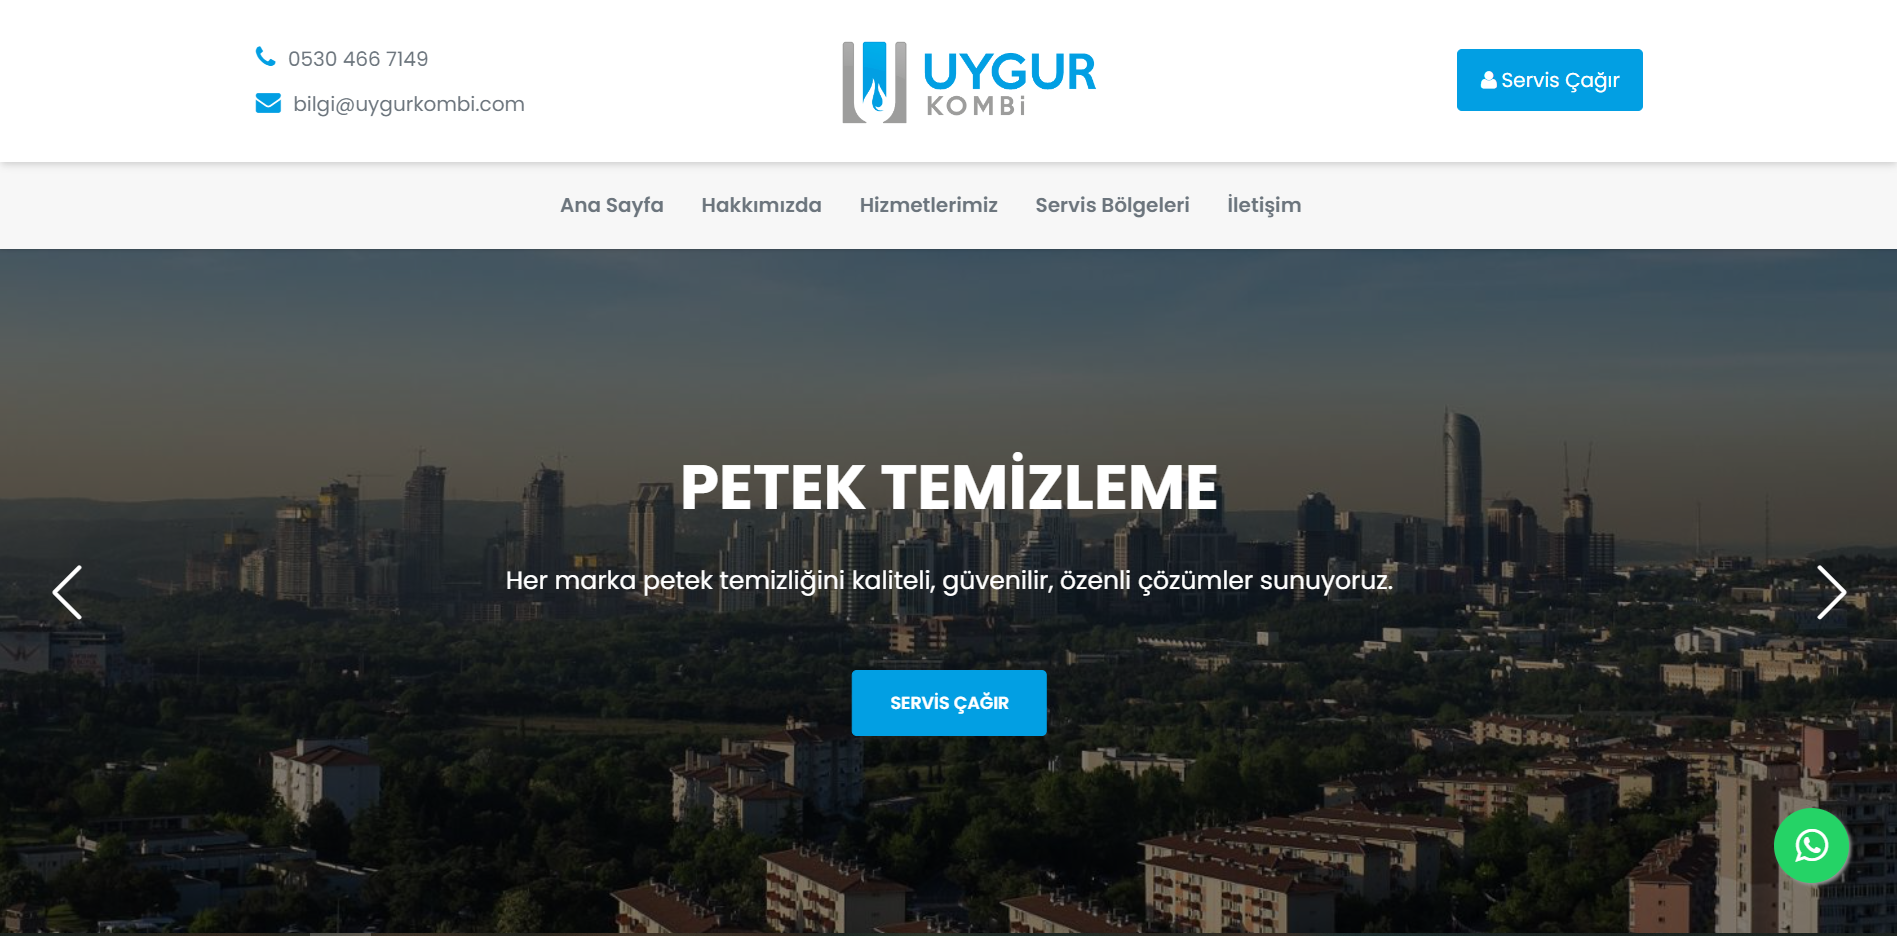 0530 466 7149
bilgi@uygurkombi.com
UYGUR
KOMBi
Servis Çağır
Ana Sayfa Hakkımızda Hizmetlerimiz Servis Bölgeleri İletişim
PETEK TEMİZLEME
Her marka petek temizliğini kaliteli, güvenilir, özenli çözümler sunuyoruz.
SERVİS ÇAĞIR